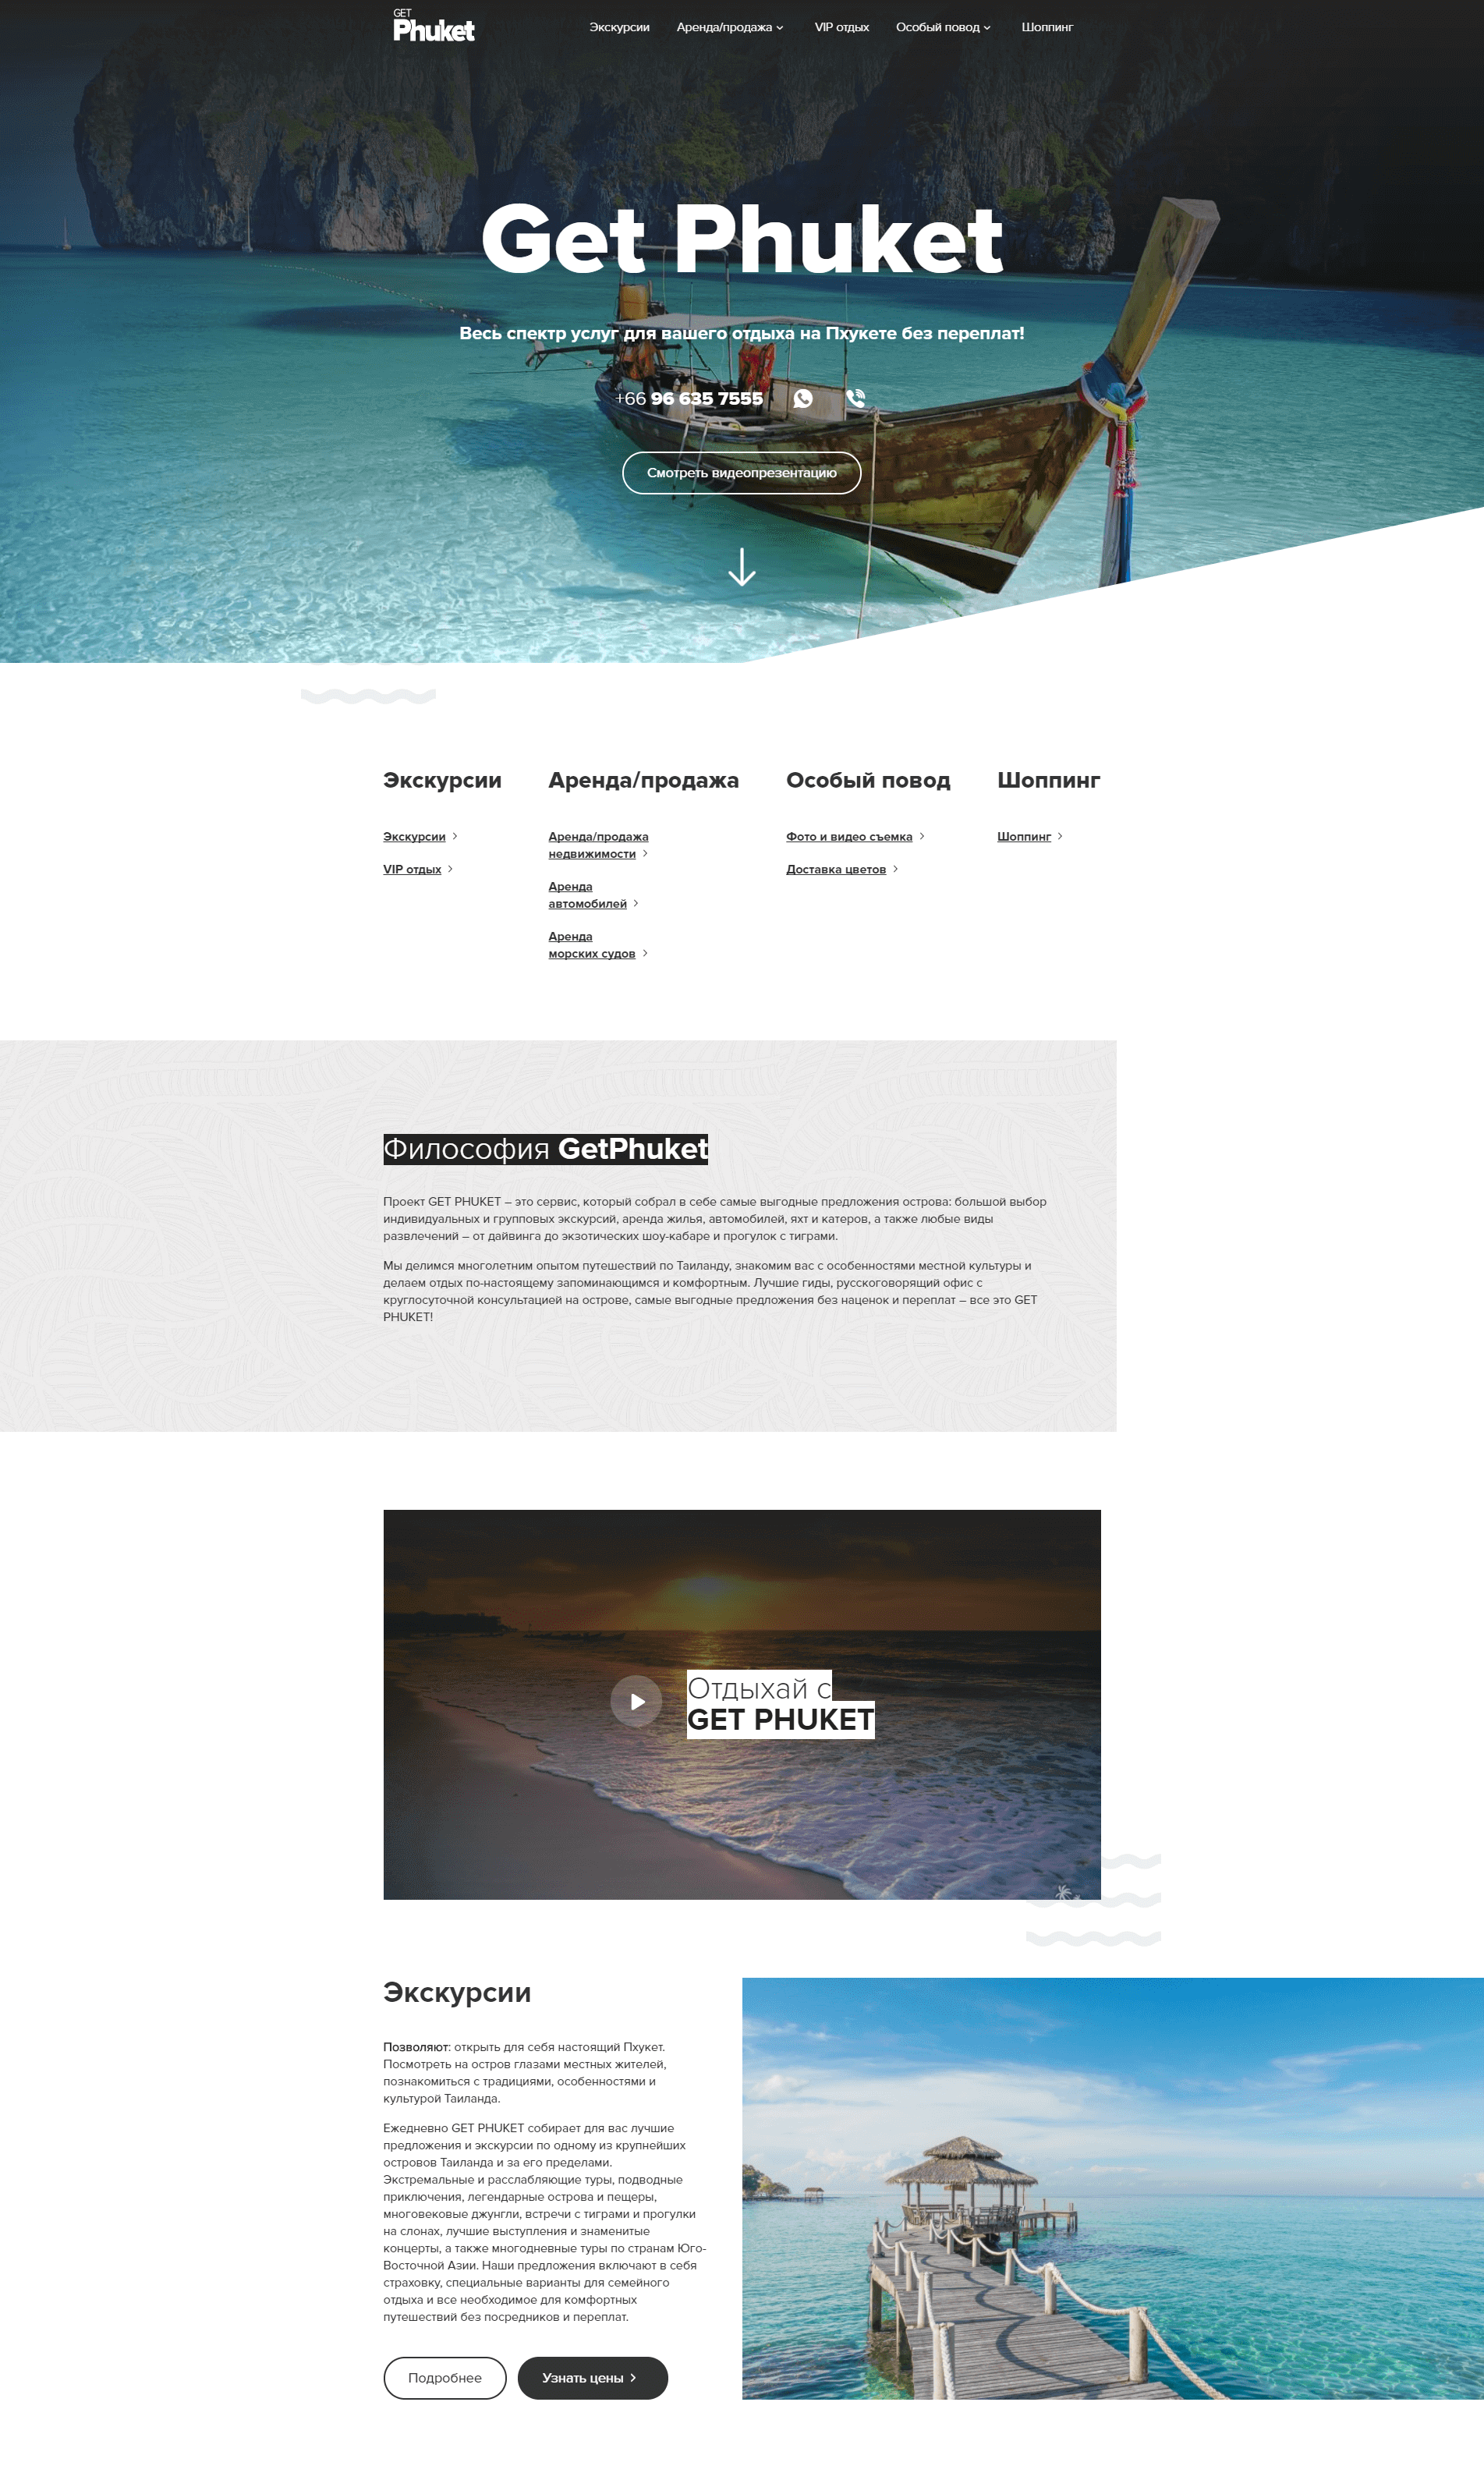 GET
Phuket
Экскурсии
Аренда/продажа
VIP отдых
Особый повод
Шоппинг
Get Phuket
Весь спектр услуг для вашего отдыха на Пхукете без переплат!
+66 96 635 7555
Смотреть видеопрезентацию
Экскурсии
Экскурсии
VIP отдых
Аренда/продажа
Аренда/продажа
недвижимости
Аренда
автомобилей
Аренда
морских судов
Особый повод
Фото и видео съемка
Доставка цветов
Шоппинг
Шоппинг
Философия GetPhuket
Проект GET PHUKET – это сервис, который собрал в себе самые выгодные предложения острова: большой выбор
индивидуальных и групповых экскурсий, аренда жилья, автомобилей, яхт и катеров, а также любые виды
развлечений – от дайвинга до экзотических шоу-кабаре и прогулок с тиграми.
Мы делимся многолетним опытом путешествий по Таиланду, знакомим вас с особенностями местной культуры и
делаем отдых по-настоящему запоминающимся и комфортным. Лучшие гиды, русскоговорящий офис с
круглосуточной консультацией на острове, самые выгодные предложения без наценок и переплат – все это GET
PHUKET!
Отдыхай с
GET PHUKET
Экскурсии
Позволяют: открыть для себя настоящий Пхукет.
Посмотреть на остров глазами местных жителей,
познакомиться с традициями, особенностями и
культурой Таиланда.
Ежедневно GET PHUKET собирает для вас лучшие
предложения и экскурсии по одному из крупнейших
островов Таиланда и за его пределами.
Экстремальные и расслабляющие туры, подводные
приключения, легендарные острова и пещеры,
многовековые джунгли, встречи с тиграми и прогулки
на слонах, лучшие выступления и знаменитые
концерты, а также многодневные туры по странам Юго-
Восточной Азии. Наши предложения включают в себя
страховку, специальные варианты для семейного
отдыха и все необходимое для комфортных
путешествий без посредников и переплат.
Подробнее
Узнать цены